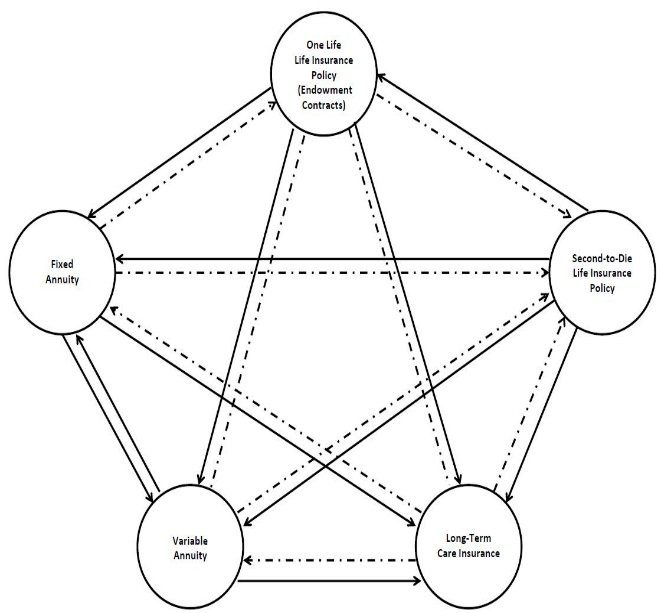 One Life
Life Insurance
Policy
(Endowment
Contracts)
Fixed
Annuity
Second-to-Die
Life Insurance
Policy
Variable
Annuity
Long-Term
Care Insurance